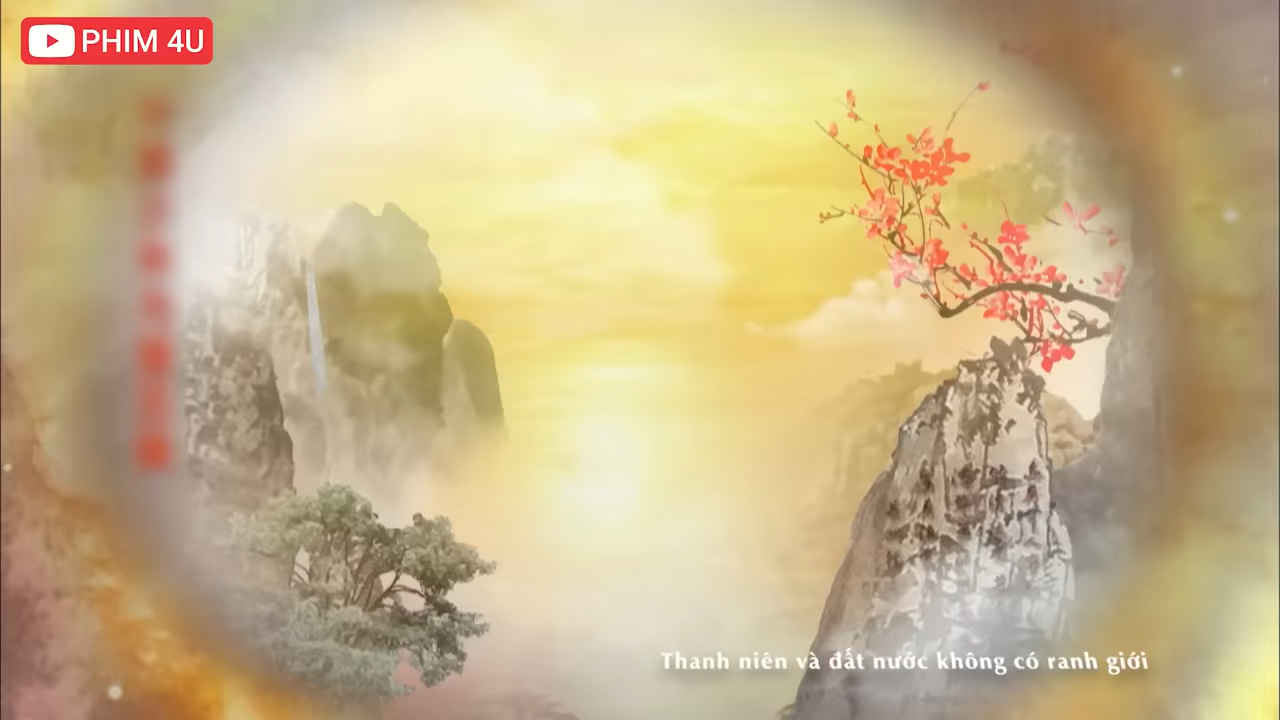 PHIM 4U
Thanh niên và đất nước không có ranh giới